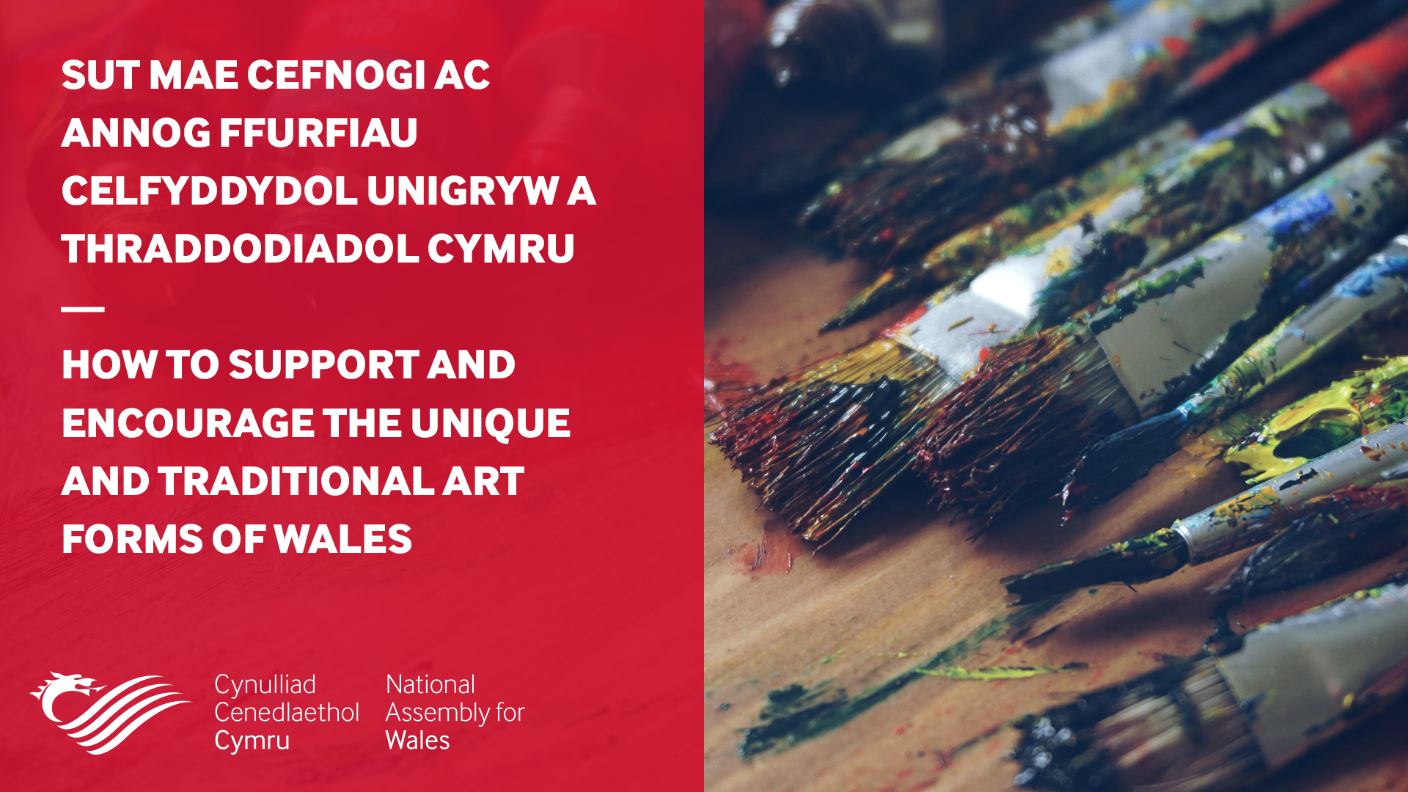 SUT MAE CEFNOGI AC
ANNOG FFURFIAU
CELFYDDYDOL UNIGRYW A
THRADDODIADOL CYMRU
—
HOW TO SUPPORT AND
ENCOURAGE THE UNIQUE
AND TRADITIONAL ART
FORMS OF WALES
Cynulliad
Cenedlaethol
Cymru
National
Assembly for
Wales